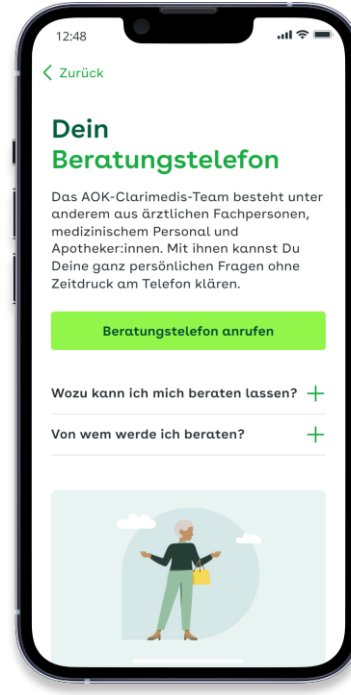 12:48
Zurück
Dein
Beratungstelefon
Das AOK-Clarimedis-Team besteht unter
anderem aus ärztlichen Fachpersonen,
medizinischem Personal und
Apotheker:innen. Mit ihnen kannst Du
Deine ganz persönlichen Fragen ohne
Zeitdruck am Telefon klären.
Beratungstelefon anrufen
Wozu kann ich mich beraten lassen?
Von wem werde ich beraten?